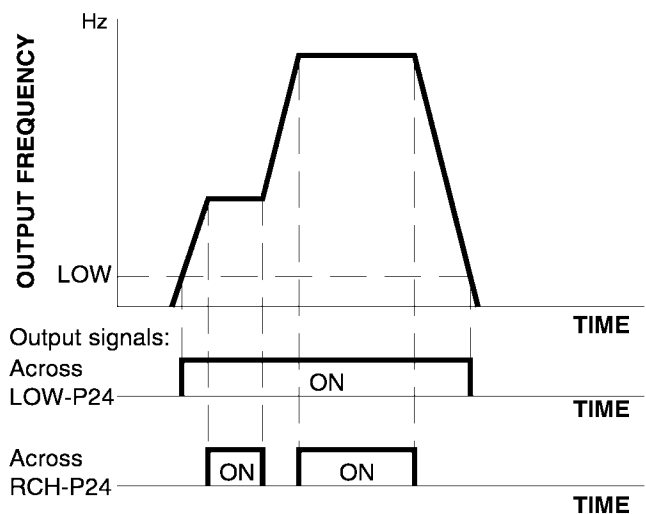 Hz
OUTPUT FREQUENCY
LOW
TIME
Output signals:
Across
LOW-P24
ON
TIME
Across
RCH-P24
ON
ON
TIME